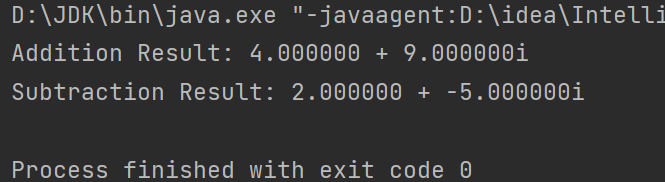 D:\JDK\bin\java.exe "-javaagent:D:\idea\Intelli
Addition Result: 4.000000 + 9.000000i
Subtraction Result: 2.000000 + -5.000000i
Process finished with exit code 0